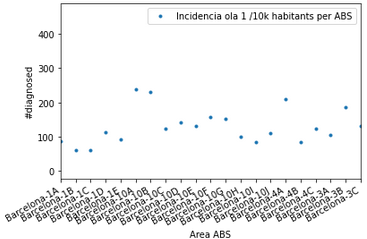 Incidencia ola 1 /10k habitants per ABS
400
300
200
100
0
#diagnosed
Barcelona-1A
Barcelona-1B
Barcelona-1C
Barcelona-1D
Barcelona-1E
Barcelona-10A
Barcelona-10B
Barcelona-10C
Barcelona-10D
Barcelona-10E
Barcelona-10F
Barcelona-10G
Barcelona-10H
Barcelona-10I
Barcelona-10J
Barcelona-4A
Barcelona-4B
Barcelona-4C
Barcelona-3A
Barcelona-3B
Barcelona-3C
Area ABS